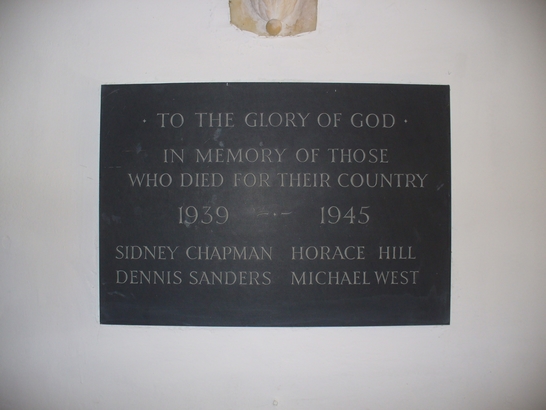 · TO THE GLORY OF GOD ·
IN MEMORY OF THOSE
WHO DIED FOR THEIR COUNTRY
1939 - · - 1945
SIDNEY CHAPMAN HORACE HILL
DENNIS SANDERS MICHAEL WEST